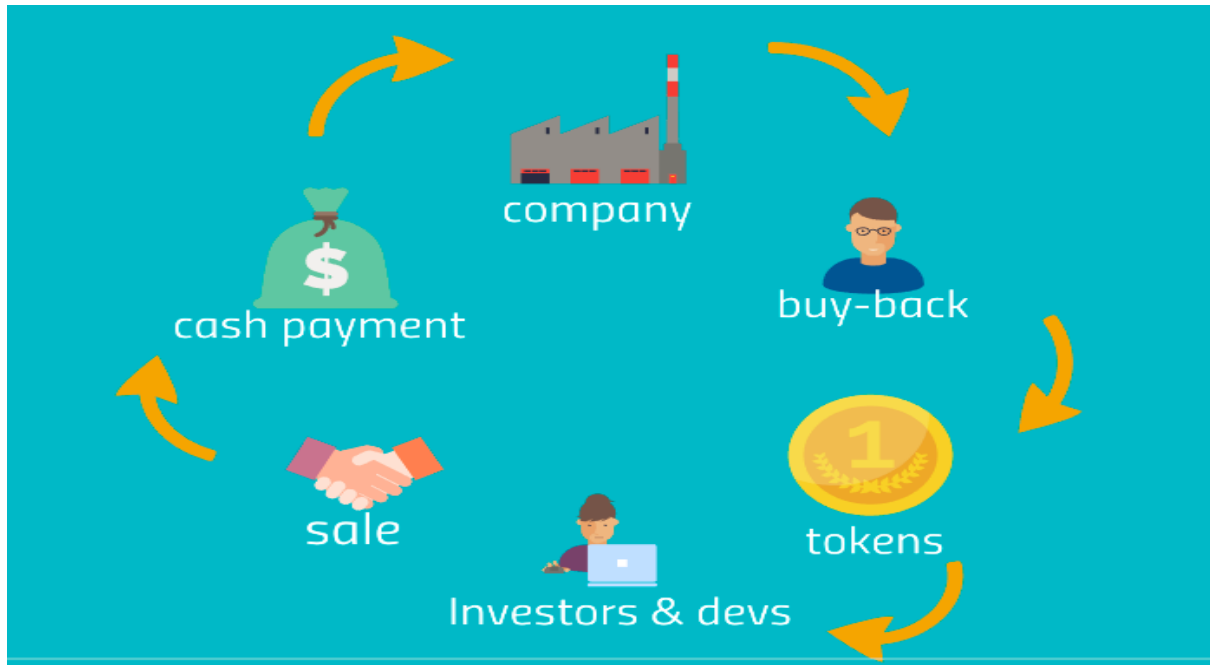 company
buy-back
$
cash payment
1
tokens
sale
Investors & devs